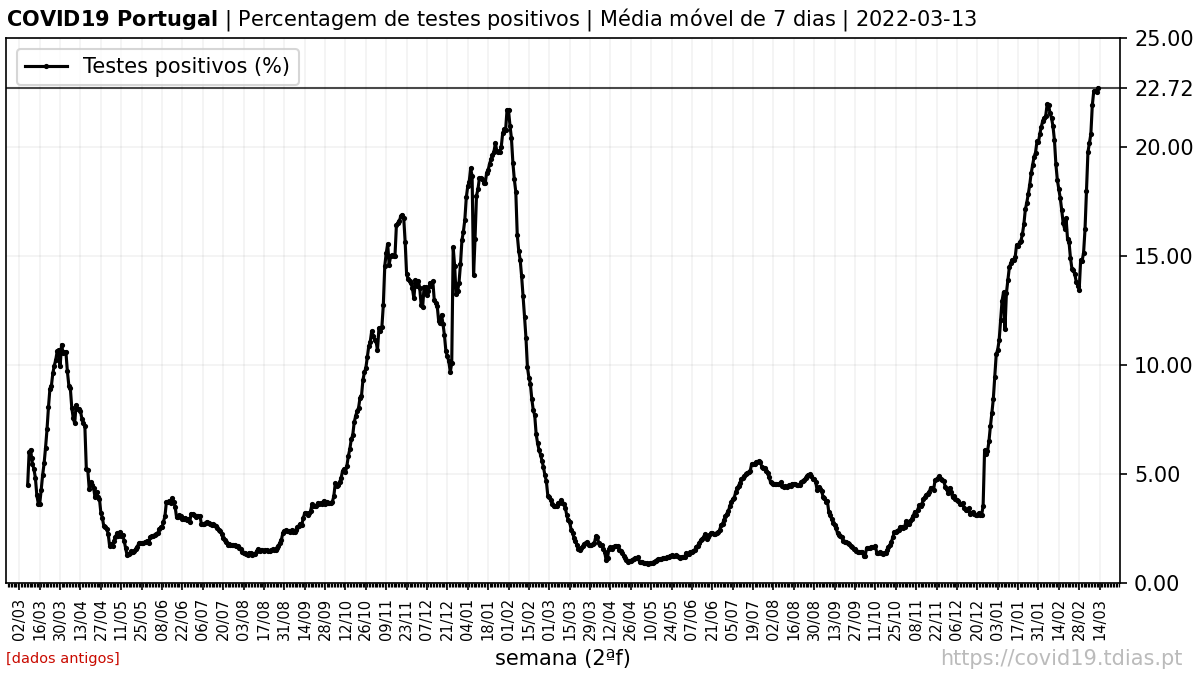 COVID19 Portugal | Percentagem de testes positivos | Média móvel de 7 dias | 2022-03-13
Testes positivos (%)
25.00
22.72
20.00
15.00
10.00
5.00
0.00
02/03 16/03 30/03 13/04 27/04 11/05 25/05 08/06 22/06 06/07 20/07 03/08 17/08 31/08 14/09 28/09 12/10 26/10 09/11 23/11 07/12 21/12 04/01 18/01 01/02 15/02 01/03 15/03 29/03 12/04 26/04 10/05 24/05 07/06 21/06 05/07 19/07 02/08 16/08 30/08 13/09 27/09 11/10 25/10 08/11 22/11 06/12 20/12 03/01 17/01 31/01 14/02 28/02 14/03
[dados antigos]
semana (2ªf)
https://covid19.tdias.pt